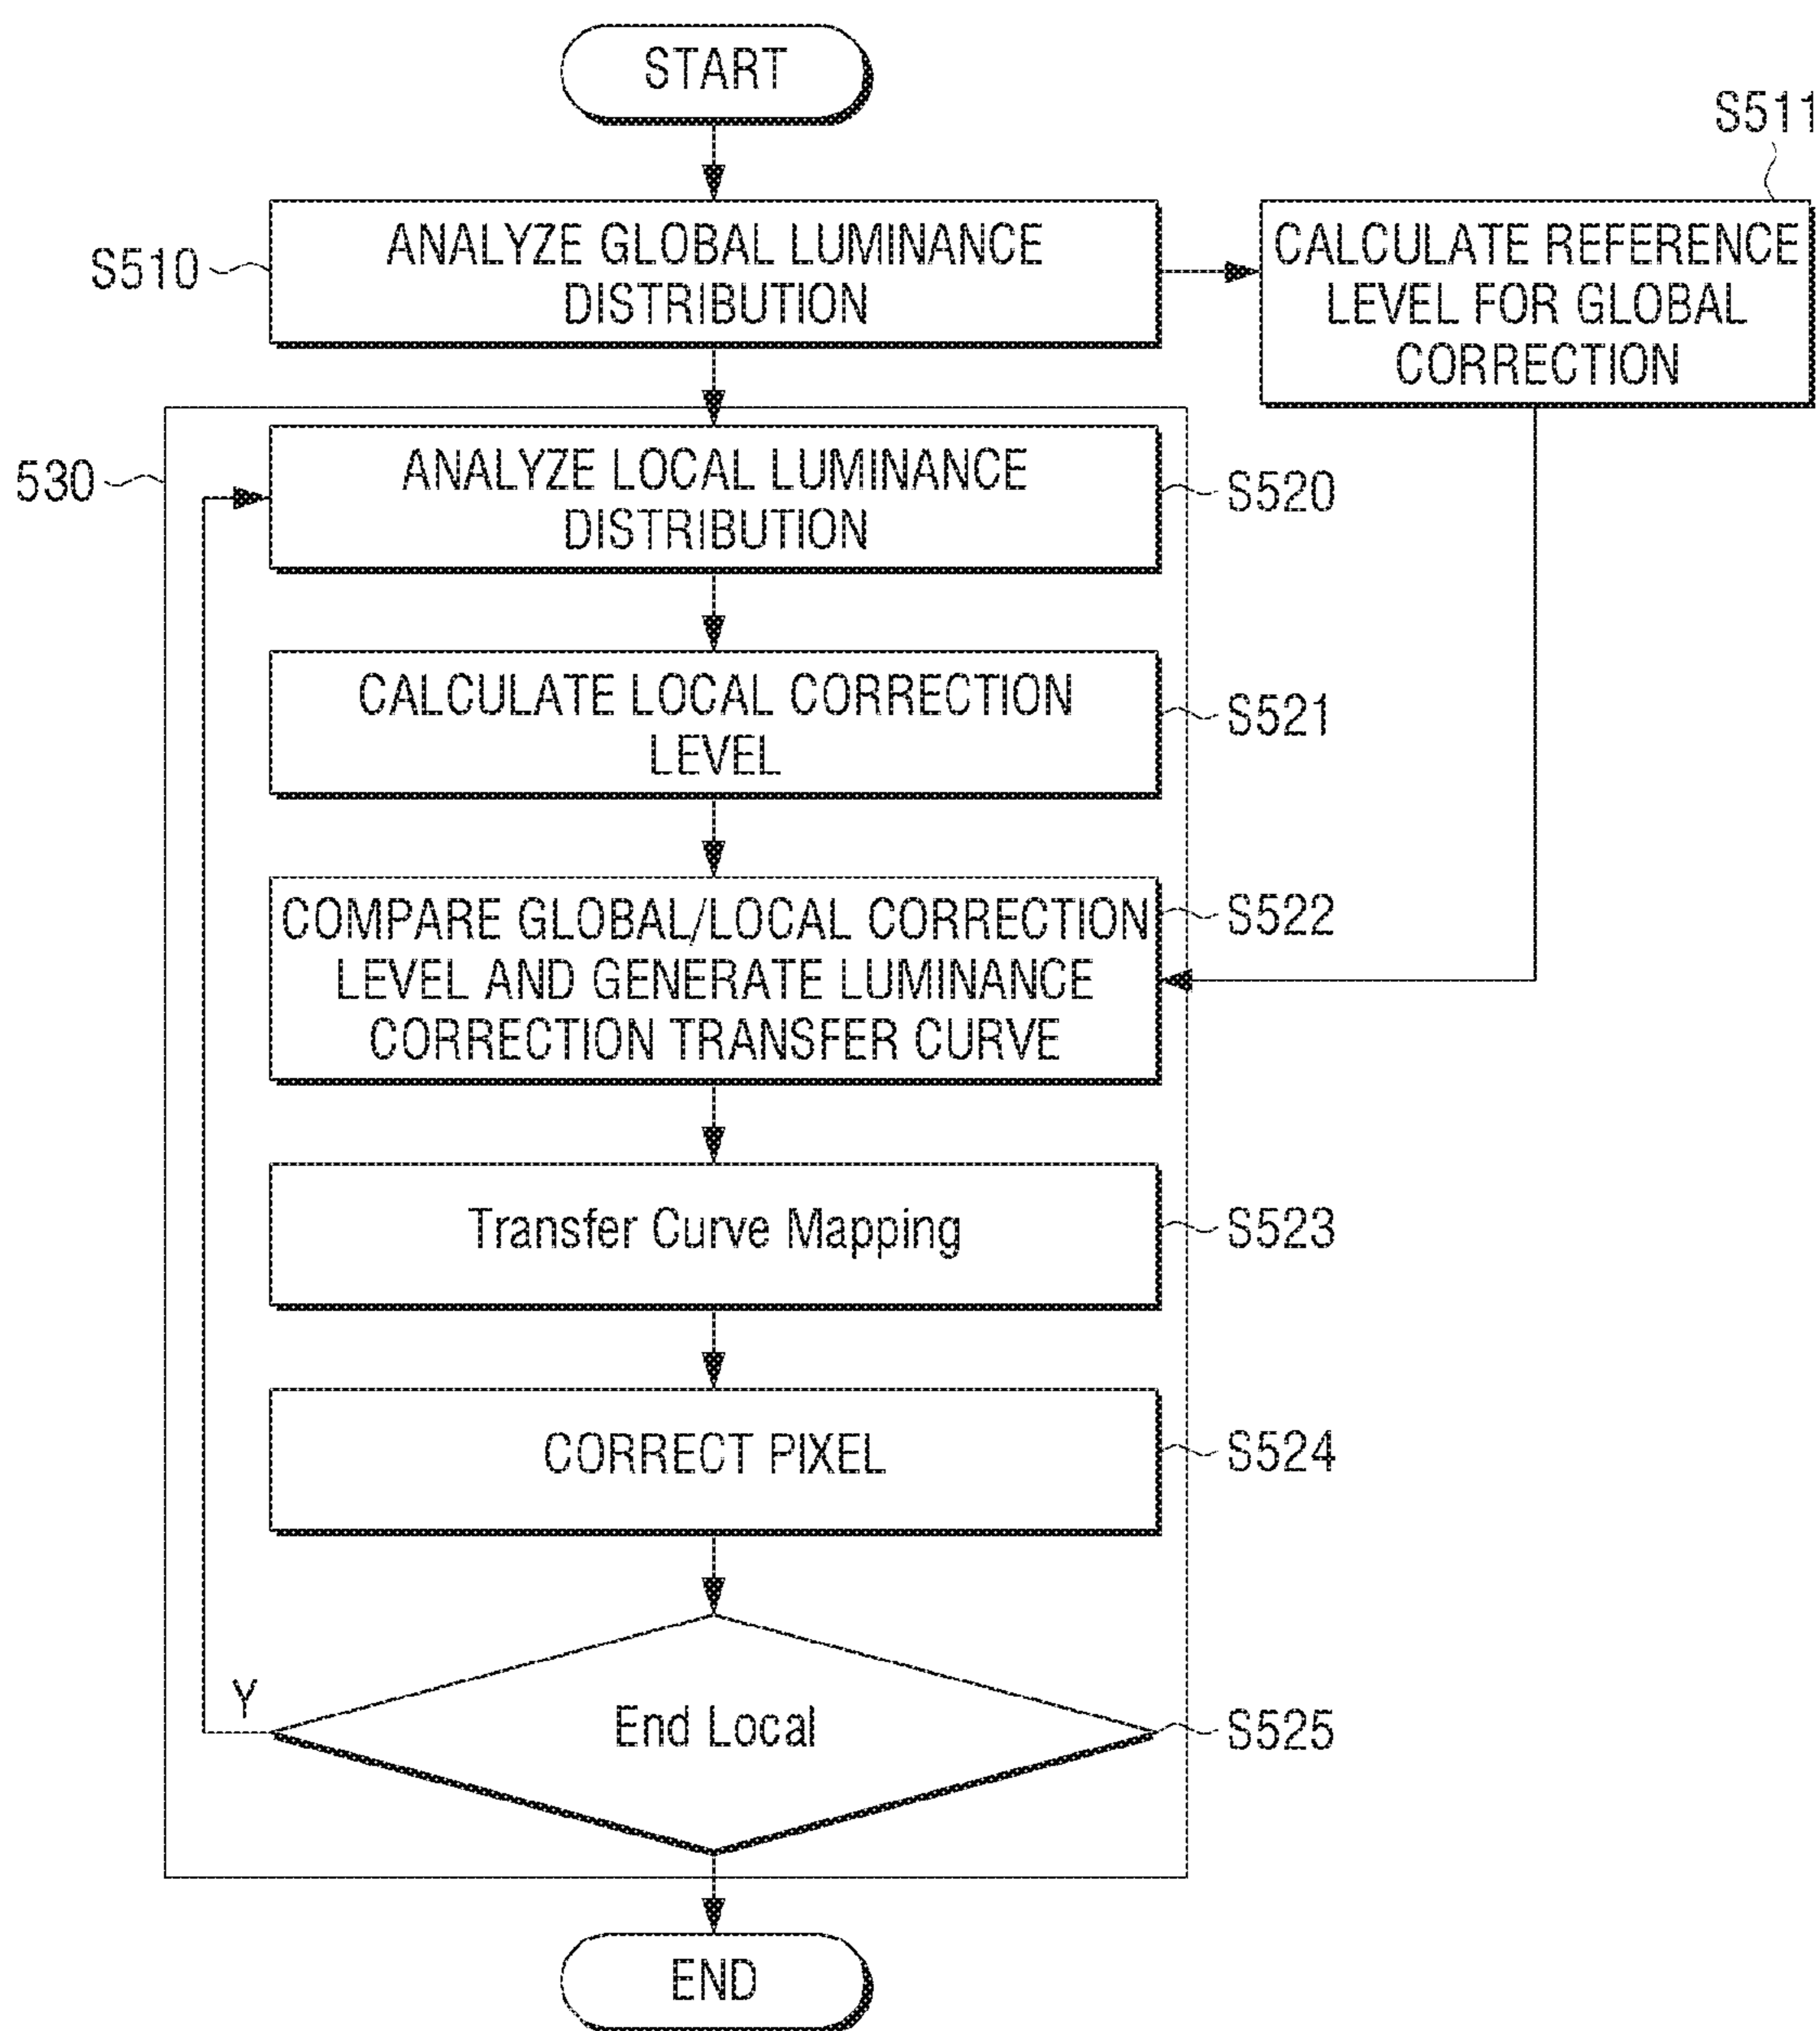 START
S511
S510
ANALYZE GLOBAL LUMINANCE
DISTRIBUTION
CALCULATE REFERENCE
LEVEL FOR GLOBAL
CORRECTION
530
ANALYZE LOCAL LUMINANCE
DISTRIBUTION
S520
CALCULATE LOCAL CORRECTION
LEVEL
S521
COMPARE GLOBAL/LOCAL CORRECTION
LEVEL AND GENERATE LUMINANCE
CORRECTION TRANSFER CURVE
S522
Transfer Curve Mapping
S523
CORRECT PIXEL
S524
Y
End Local
S525
END